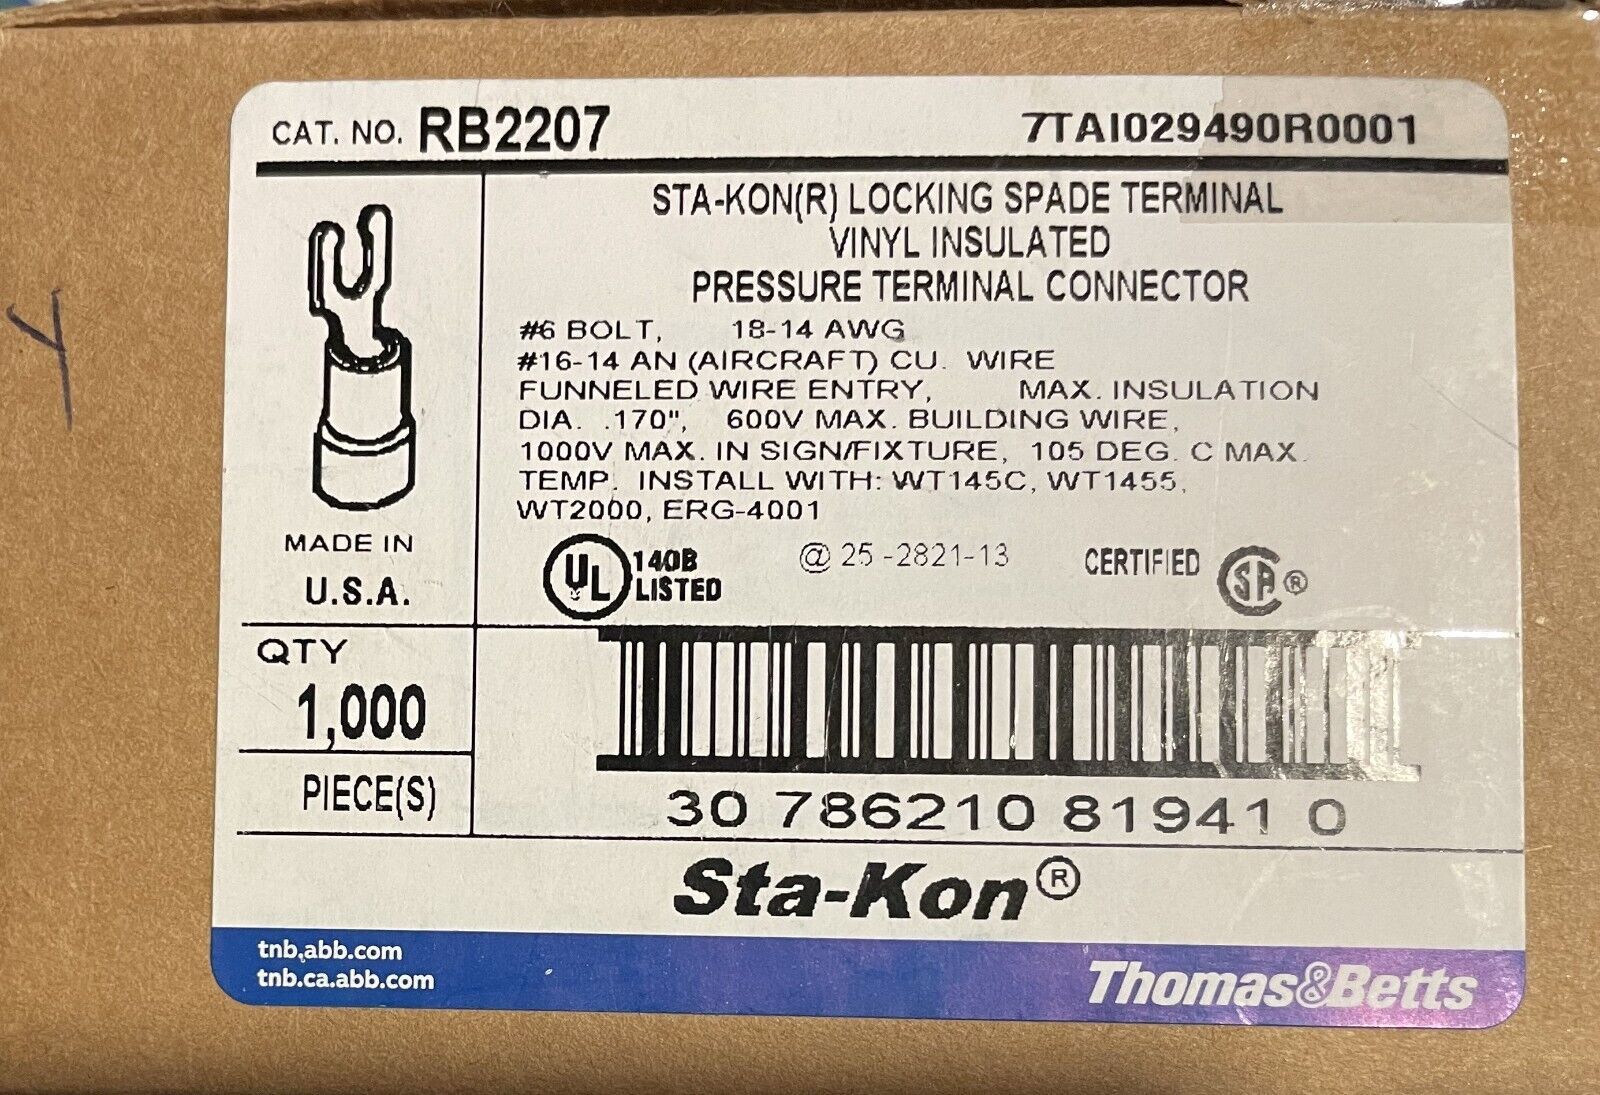 CAT. NO. RB2207 7TAI029490R0001
STA-KON(R) LOCKING SPADE TERMINAL
VINYL INSULATED
PRESSURE TERMINAL CONNECTOR
#6 BOLT, 18-14 AWG
#16-14 AN (AIRCRAFT) CU. WIRE
FUNNELED WIRE ENTRY, MAX. INSULATION
DIA. .170", 600V MAX. BUILDING WIRE,
1000V MAX. IN SIGN/FIXTURE, 105 DEG. C MAX.
TEMP. INSTALL WITH: WT145C, WT1455,
WT2000, ERG-4001
UL 140B LISTED
@ 25-2821-13
CERTIFIED SA®
MADE IN
U.S.A.
QTY
1,000
PIECE(S)
30 786210 81941 0
Sta-Kon®
tnb.abb.com
tnb.ca.abb.com
Thomas&Betts
Y